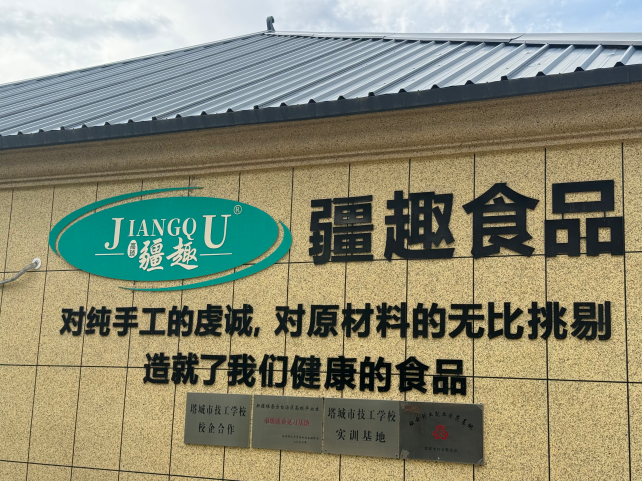 JIANGQU®
疆趣
疆趣食品
对纯手工的虔诚，对原材料的无比挑剔
造就了我们健康的食品
塔城市技工学校
校企合作
塔城市技工学校
实训基地